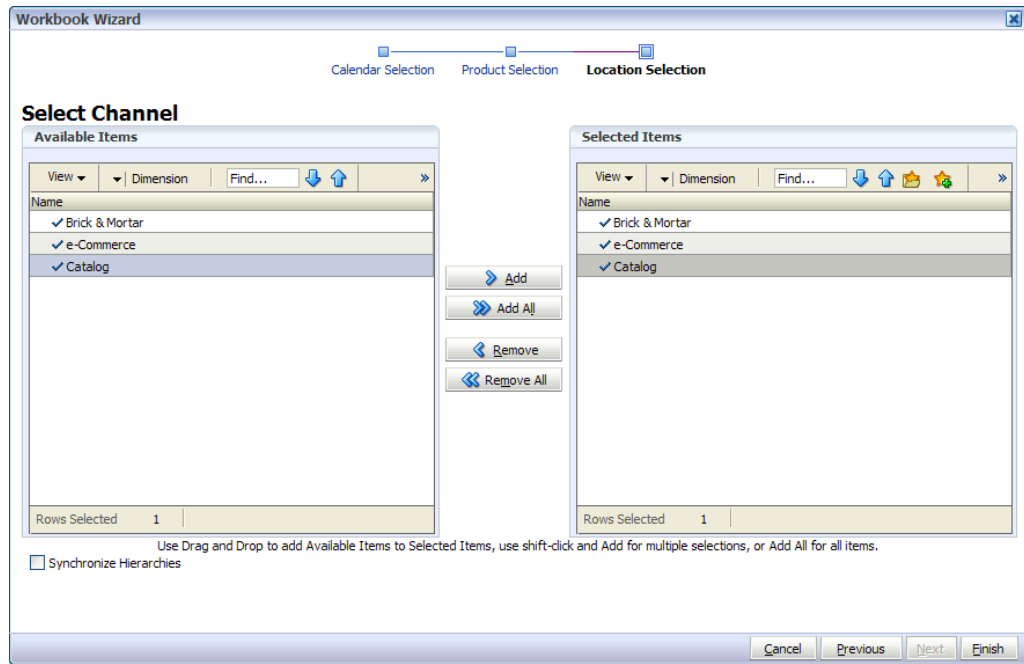 Workbook Wizard
Calendar Selection Product Selection Location Selection
Select Channel
Available Items
View Dimension Find... »
Name
Brick & Mortar
e-Commerce
Catalog
Rows Selected 1
Add
Add All
Remove
Remove All
Selected Items
View Dimension Find... »
Name
Brick & Mortar
e-Commerce
Catalog
Rows Selected 1
Use Drag and Drop to add Available Items to Selected Items, use shift-click and Add for multiple selections, or Add All for all items.
Synchronize Hierarchies
Cancel Previous Next Finish